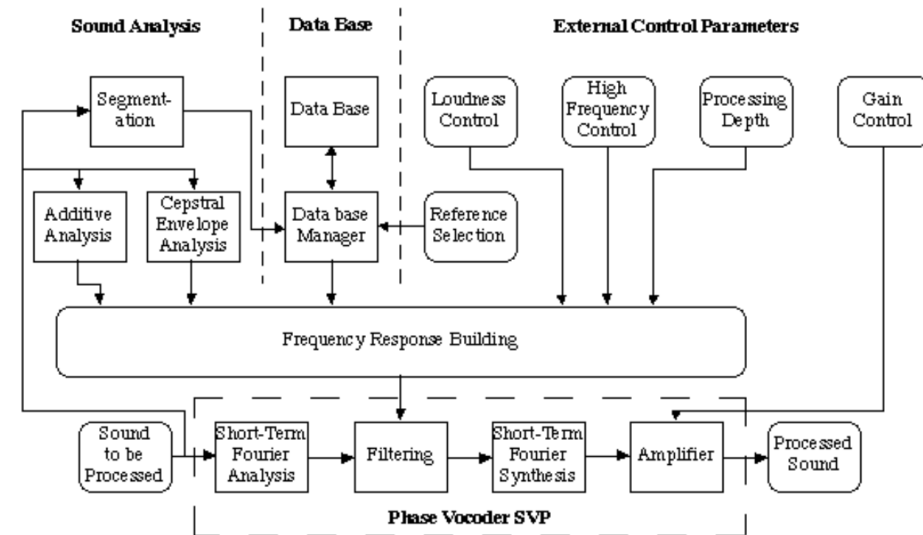 Sound Analysis
Data Base
External Control Parameters
Segment-
ation
Data Base
Loudness
Control
High
Frequency
Control
Processing
Depth
Gain
Control
Additive
Analysis
Cepstral
Envelope
Analysis
Data base
Manager
Reference
Selection
Frequency Response Building
Sound
to be
Processed
Short-Term
Fourier
Analysis
Filtering
Short-Term
Fourier
Synthesis
Amplifier
Processed
Sound
Phase Vocoder SVP